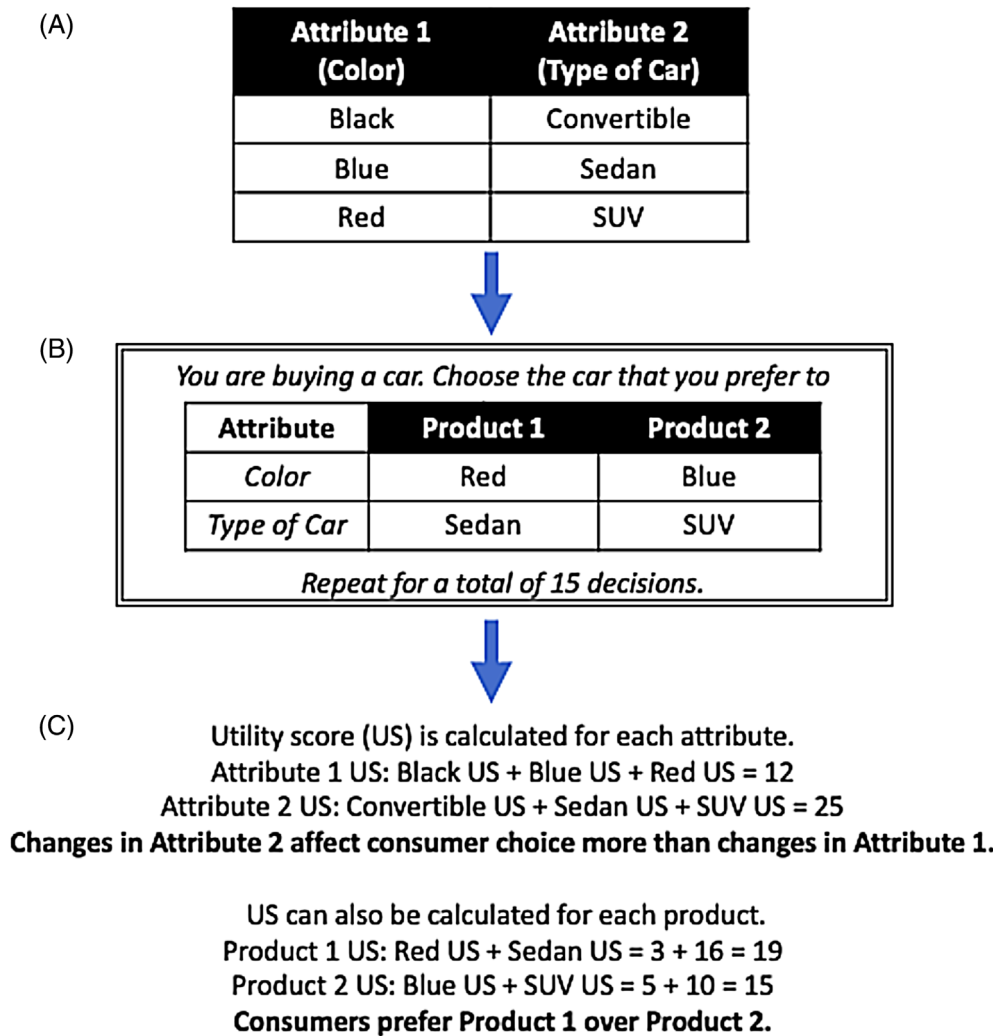 (A)
Attribute 1 Attribute 2
(Color) (Type of Car)
Black Convertible
Blue Sedan
Red SUV
(B)
You are buying a car. Choose the car that you prefer to
Attribute Product 1 Product 2
Color Red Blue
Type of Car Sedan SUV
Repeat for a total of 15 decisions.
(C)
Utility score (US) is calculated for each attribute.
Attribute 1 US: Black US + Blue US + Red US = 12
Attribute 2 US: Convertible US + Sedan US + SUV US = 25
Changes in Attribute 2 affect consumer choice more than changes in Attribute 1.
US can also be calculated for each product.
Product 1 US: Red US + Sedan US = 3 + 16 = 19
Product 2 US: Blue US + SUV US = 5 + 10 = 15
Consumers prefer Product 1 over Product 2.